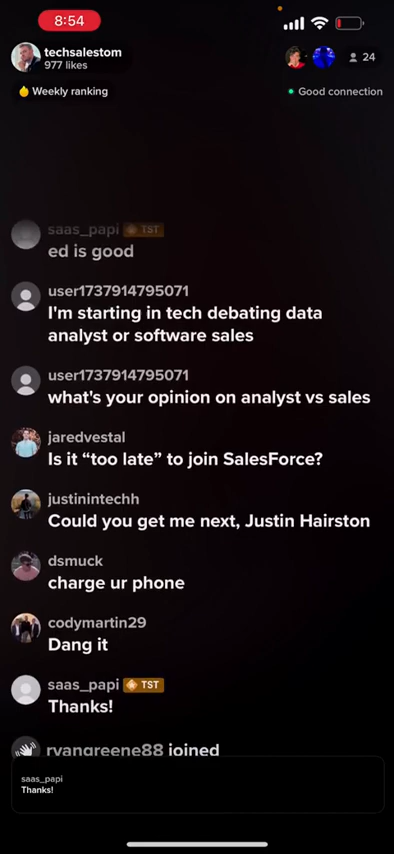 8:54
techsalestom
977 likes
24
Weekly ranking
Good connection
saas_papi TST
ed is good
user1737914795071
I'm starting in tech debating data
analyst or software sales
user1737914795071
what's your opinion on analyst vs sales
jaredvestal
Is it “too late” to join SalesForce?
justinintechh
Could you get me next, Justin Hairston
dsmuck
charge ur phone
codymartin29
Dang it
saas_papi TST
Thanks!
ryangreene88 joined
saas_papi
Thanks!